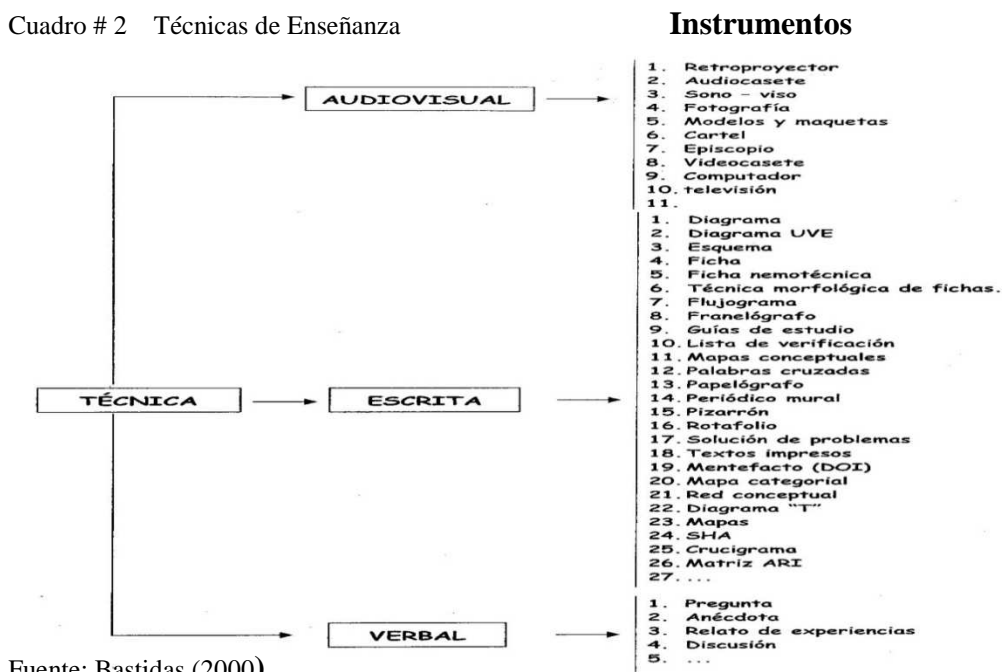 Cuadro # 2 Técnicas de Enseñanza
Instrumentos
AUDIOVISUAL
1. Retroproyector
2. Audiocasete
3. Sono – viso
4. Fotografía
5. Modelos y maquetas
6. Cartel
7. Episcopio
8. Videocasete
9. Computador
10. televisión
11.
TÉCNICA
ESCRITA
1. Diagrama
2. Diagrama UVE
3. Esquema
4. Ficha
5. Ficha nemotécnica
6. Técnica morfológica de fichas.
7. Flujograma
8. Franelógrafo
9. Guías de estudio
10. Lista de verificación
11. Mapas conceptuales
12. Palabras cruzadas
13. Papelógrafo
14. Periódico mural
15. Pizarrón
16. Rotafolio
17. Solución de problemas
18. Textos impresos
19. Mentefacto (DOI)
20. Mapa categorial
21. Red conceptual
22. Diagrama "T"
23. Mapas
24. SHA
25. Crucigrama
26. Matriz ARI
27. ...
VERBAL
1. Pregunta
2. Anécdota
3. Relato de experiencias
4. Discusión
5. ...
Fuente: Bastidas (2000)